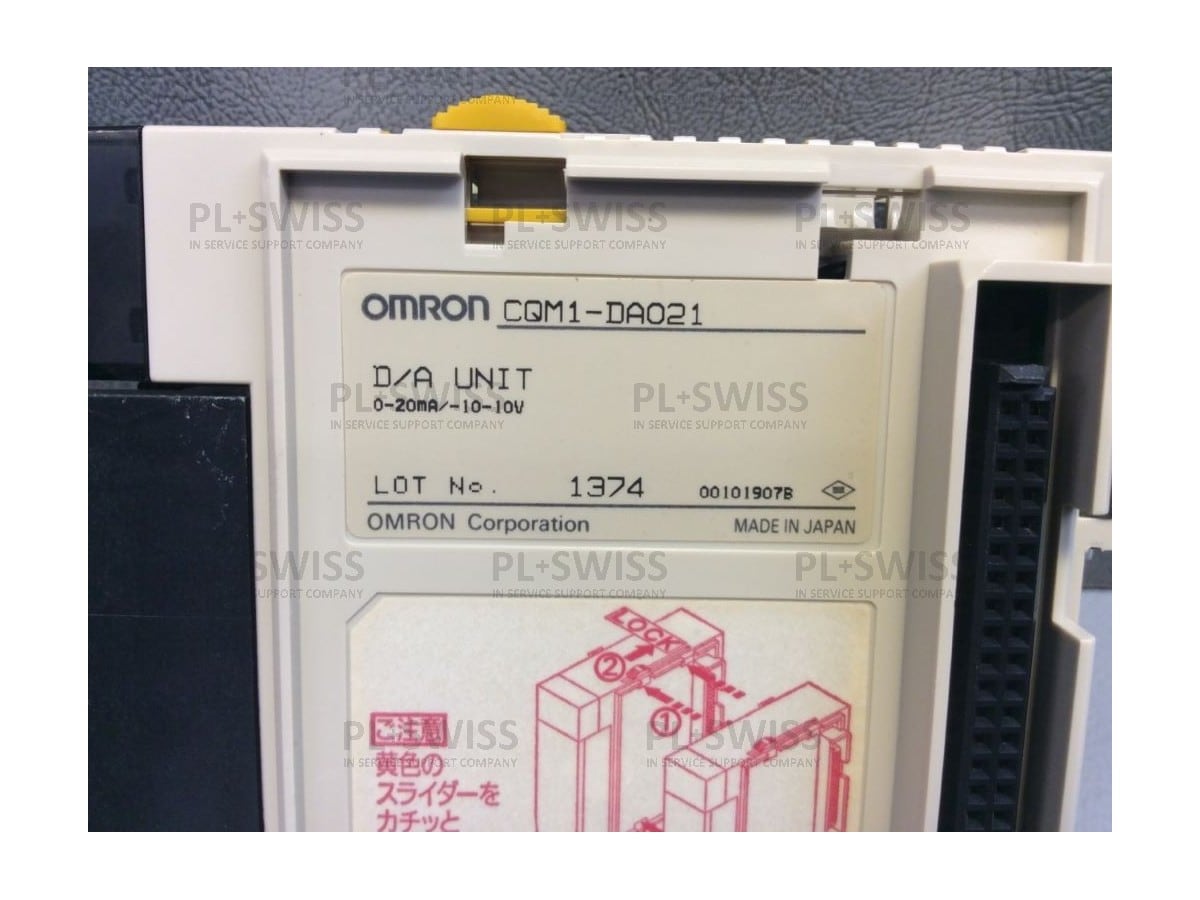 OMRON CQM1-DA021
D/A UNIT
0-20mA/-10-10V
LOT No. 1374 00101907B
OMRON Corporation MADE IN JAPAN
LOCK
②
①
ご注意
黄色の
スライダーを
カチッと
PL+SWISS
IN SERVICE SUPPORT COMPANY